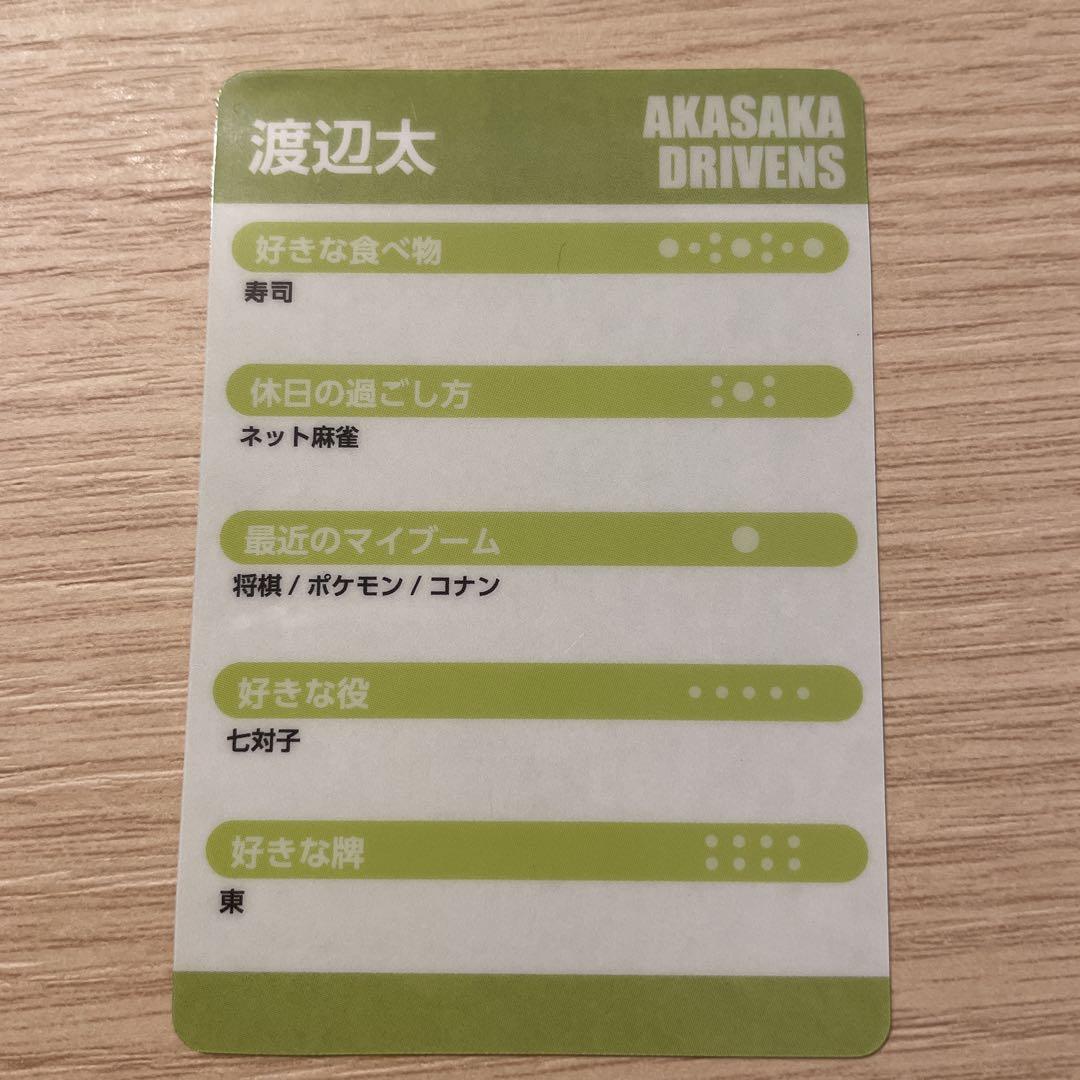 渡辺太
AKASAKA
DRIVENS
好きな食べ物
寿司
休日の過ごし方
ネット麻雀
最近のマイブーム
将棋 / ポケモン / コナン
好きな役
七対子
好きな牌
東